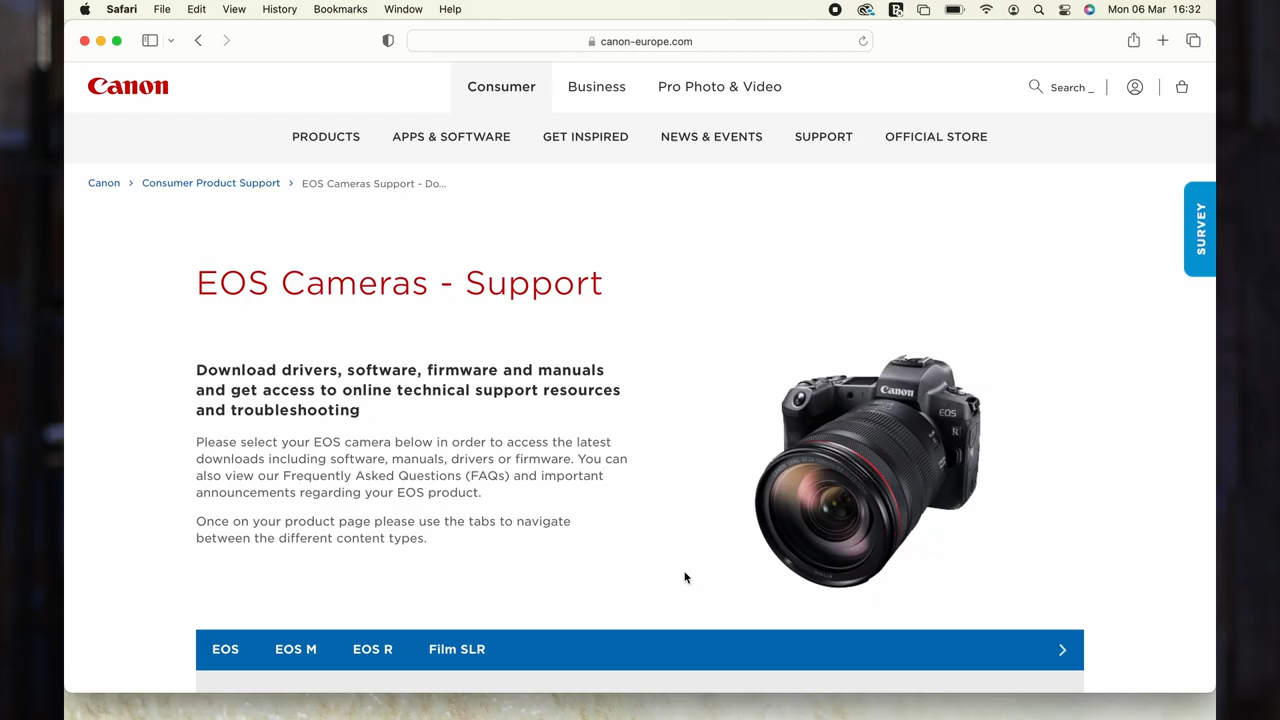 Safari File Edit View History Bookmarks Window Help Mon 06 Mar 16:32
canon-europe.com
Canon Consumer Business Pro Photo & Video Search _
PRODUCTS APPS & SOFTWARE GET INSPIRED NEWS & EVENTS SUPPORT OFFICIAL STORE
Canon > Consumer Product Support > EOS Cameras Support - Do...
SURVEY
EOS Cameras - Support
Download drivers, software, firmware and manuals
and get access to online technical support resources
and troubleshooting
Please select your EOS camera below in order to access the latest
downloads including software, manuals, drivers or firmware. You can
also view our Frequently Asked Questions (FAQs) and important
announcements regarding your EOS product.
Once on your product page please use the tabs to navigate
between the different content types.
Canon
EOS
R
EOS EOS M EOS R Film SLR